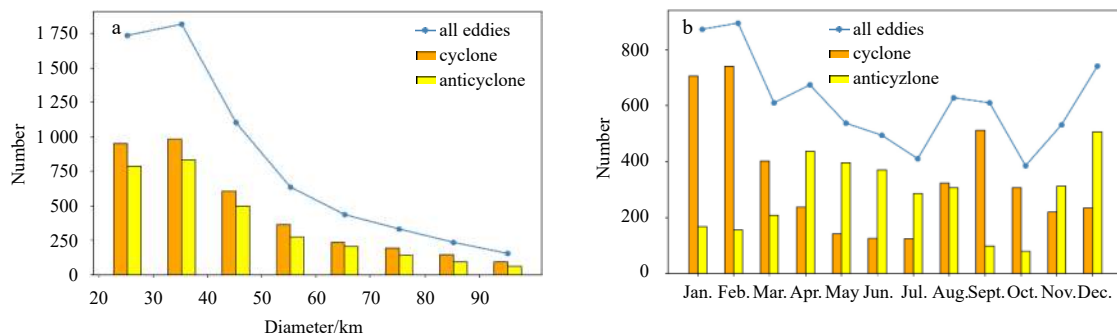 a
all eddies
cyclone
anticyclone
1 750
1 500
1 250
1 000
750
500
250
0
Number
20 30 40 50 60 70 80 90
Diameter/km
b
all eddies
cyclone
anticyzlone
800
600
400
200
0
Number
Jan. Feb. Mar. Apr. May Jun. Jul. Aug. Sept. Oct. Nov. Dec.